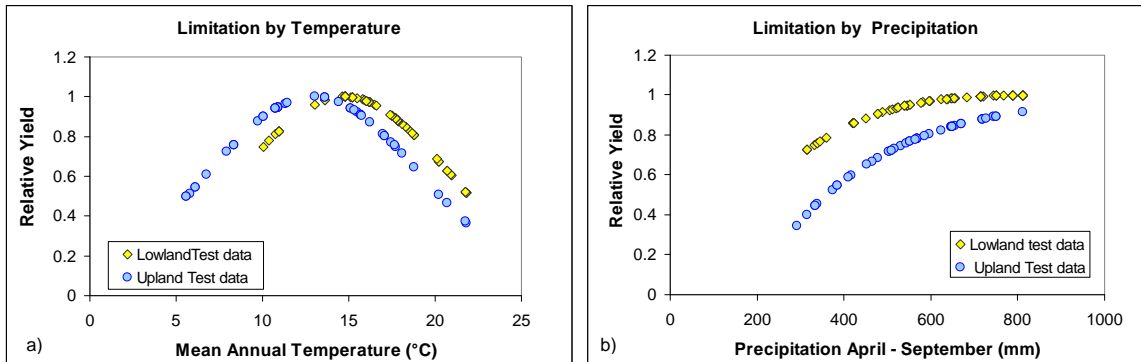 Limitation by Temperature
Relative Yield
1.2
1
0.8
0.6
0.4
0.2
0
0 5 10 15 20 25
LowlandTest data
Upland Test data
a)
Mean Annual Temperature (°C)
Limitation by Precipitation
Relative Yield
1.2
1
0.8
0.6
0.4
0.2
0
0 200 400 600 800 1000
Lowland test data
Upland Test data
b)
Precipitation April - September (mm)